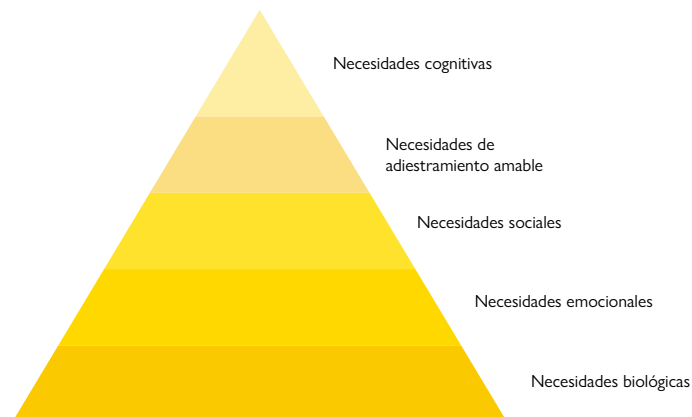 Necesidades cognitivas
Necesidades de
adiestramiento amable
Necesidades sociales
Necesidades emocionales
Necesidades biológicas